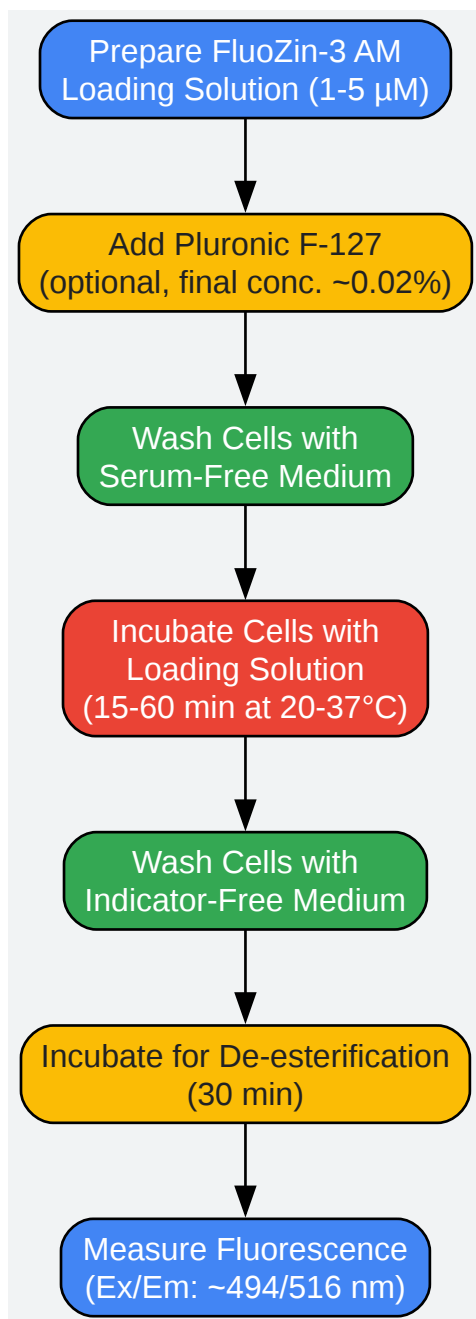 Prepare FluoZin-3 AM
Loading Solution (1-5 µM)
Add Pluronic F-127
(optional, final conc. ~0.02%)
Wash Cells with
Serum-Free Medium
Incubate Cells with
Loading Solution
(15-60 min at 20-37°C)
Wash Cells with
Indicator-Free Medium
Incubate for De-esterification
(30 min)
Measure Fluorescence
(Ex/Em: ~494/516 nm)